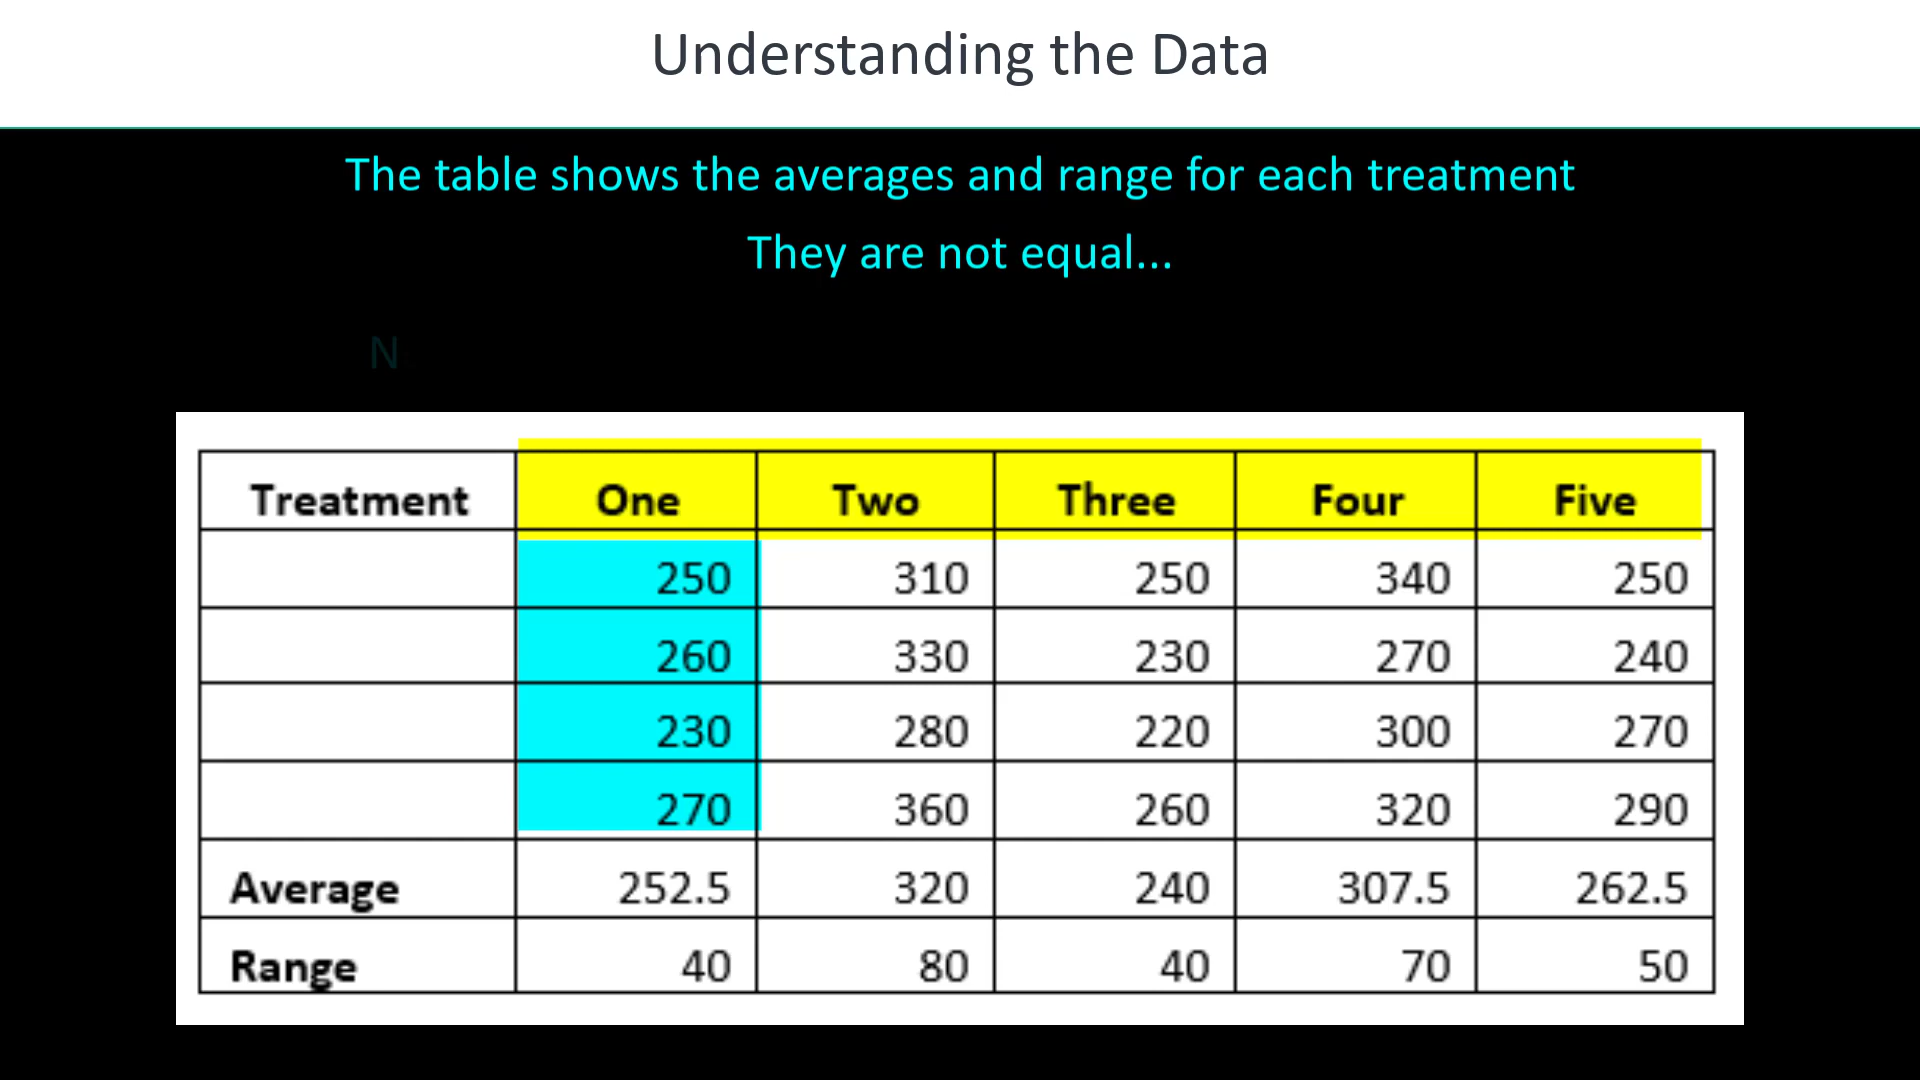 Understanding the Data
The table shows the averages and range for each treatment
They are not equal...
N
Treatment One Two Three Four Five
250 310 250 340 250
260 330 230 270 240
230 280 220 300 270
270 360 260 320 290
Average 252.5 320 240 307.5 262.5
Range 40 80 40 70 50